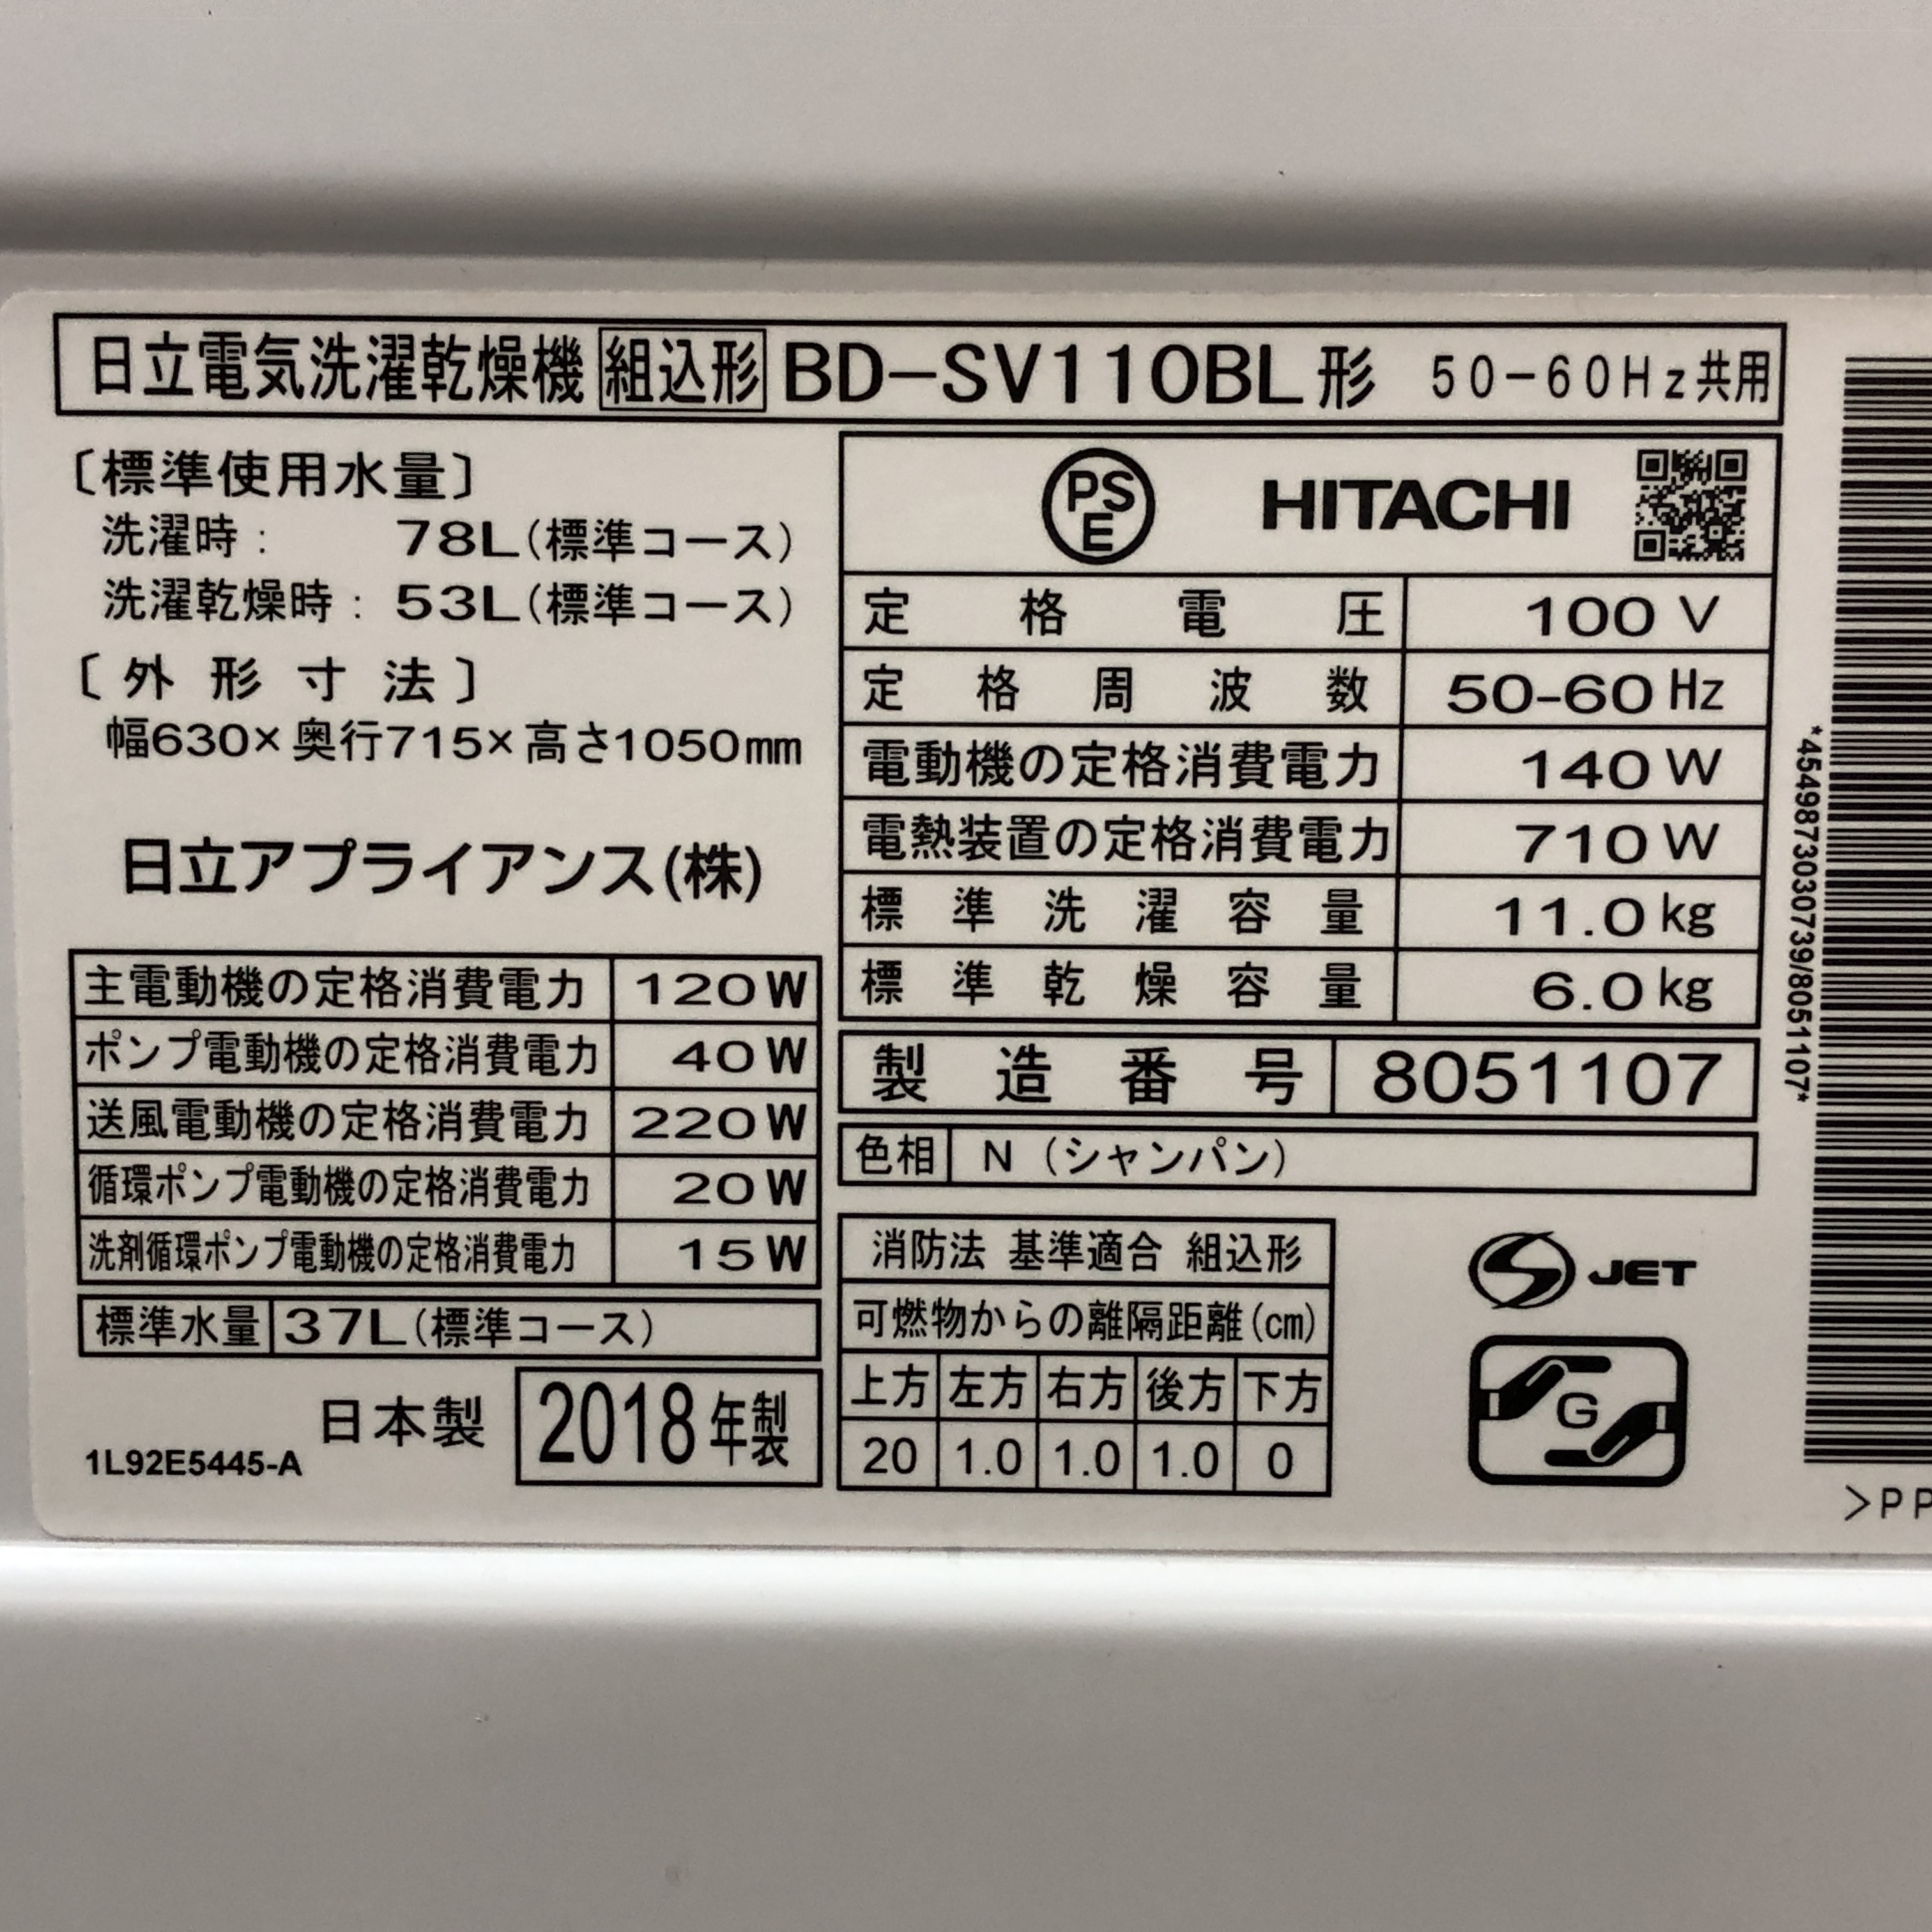 日立電気洗濯乾燥機 組込形 BD-SV110BL形 50-60Hz共用
〔標準使用水量〕
洗濯時: 78L(標準コース)
洗濯乾燥時: 53L(標準コース)
〔外形寸法〕
幅630×奥行715×高さ1050mm
日立アプライアンス(株)
主電動機の定格消費電力 120W
ポンプ電動機の定格消費電力 40W
送風電動機の定格消費電力 220W
循環ポンプ電動機の定格消費電力 20W
洗剤循環ポンプ電動機の定格消費電力 15W
標準水量 37L(標準コース)
日本製 2018年製
1L92E5445-A
PSE HITACHI
定格電圧 100V
定格周波数 50-60Hz
電動機の定格消費電力 140W
電熱装置の定格消費電力 710W
標準洗濯容量 11.0kg
標準乾燥容量 6.0kg
製造番号 8051107
色相 N(シャンパン)
消防法 基準適合 組込形
可燃物からの離隔距離(cm)
上方 左方 右方 後方 下方
20 1.0 1.0 1.0 0
S JET
G
*4549873030739/8051107*
>PP